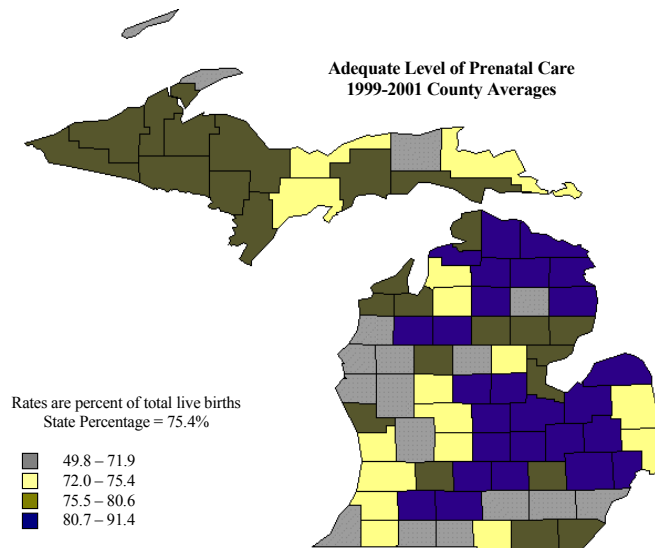 Adequate Level of Prenatal Care
1999-2001 County Averages
Rates are percent of total live births
State Percentage = 75.4%
49.8 – 71.9
72.0 – 75.4
75.5 – 80.6
80.7 – 91.4